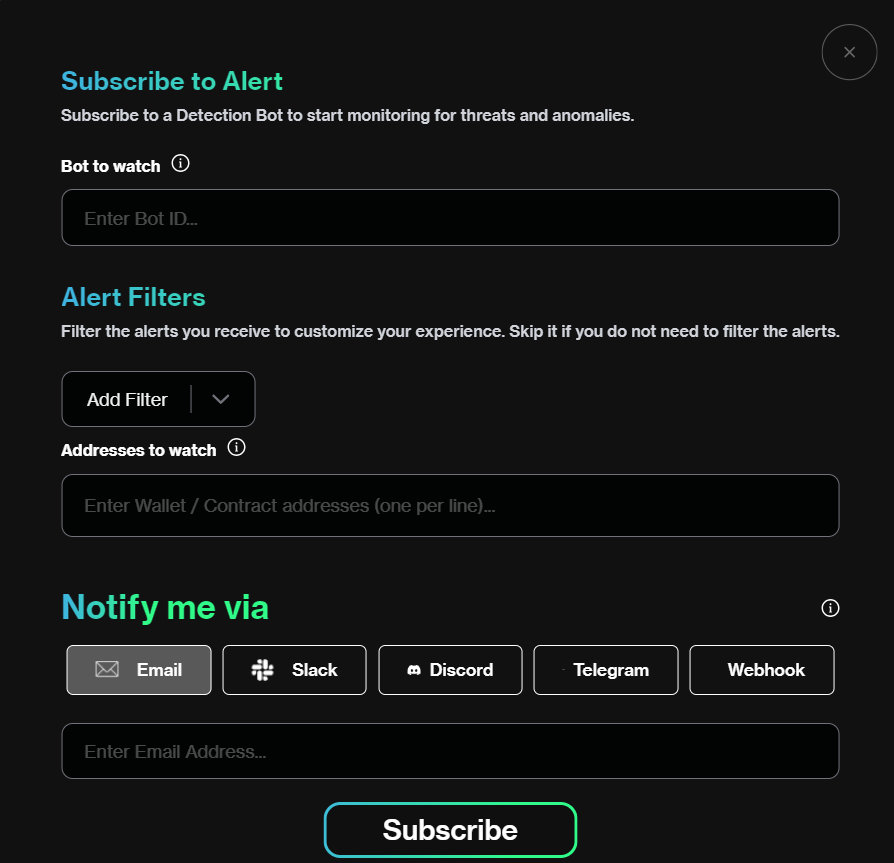 Subscribe to Alert
Subscribe to a Detection Bot to start monitoring for threats and anomalies.
Bot to watch
Enter Bot ID...
Alert Filters
Filter the alerts you receive to customize your experience. Skip it if you do not need to filter the alerts.
Add Filter
Addresses to watch
Enter Wallet / Contract addresses (one per line)...
Notify me via
Email Slack Discord Telegram Webhook
Enter Email Address...
Subscribe